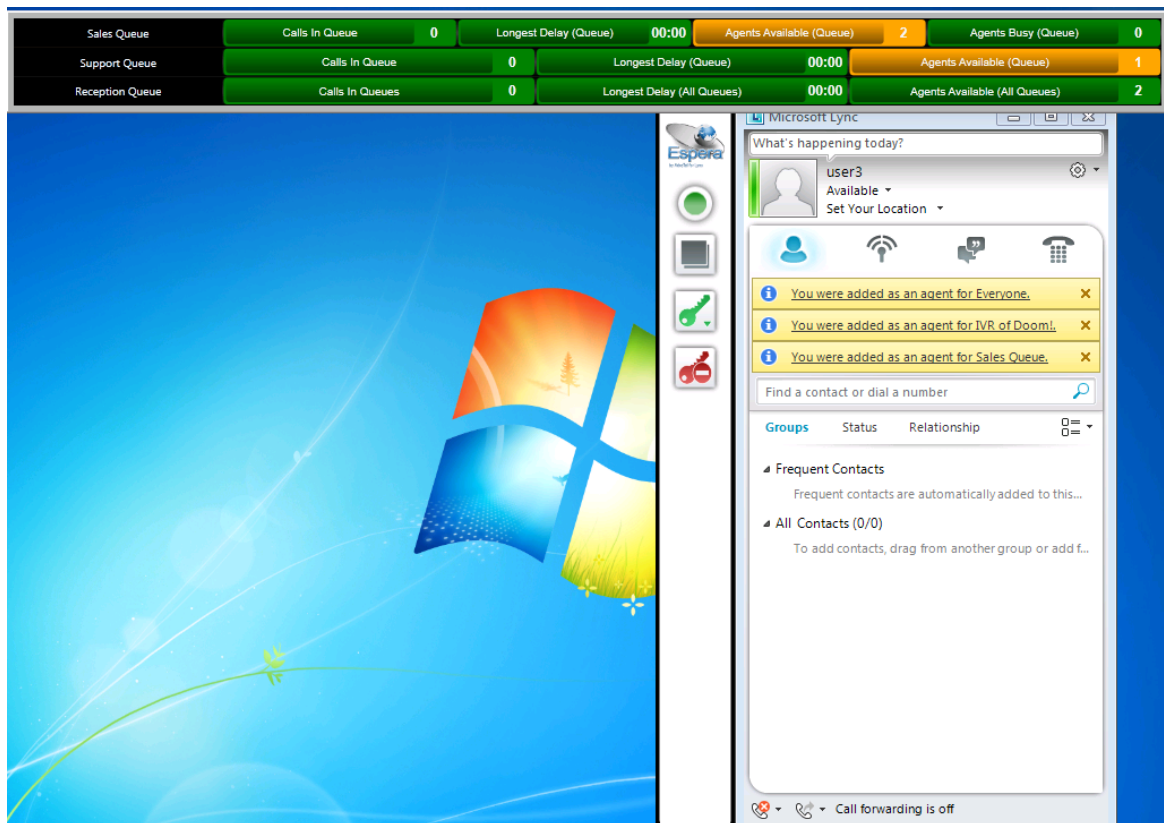 Sales Queue Calls In Queue 0 Longest Delay (Queue) 00:00 Agents Available (Queue) 2 Agents Busy (Queue) 0
Support Queue Calls In Queue 0 Longest Delay (Queue) 00:00 Agents Available (Queue) 1
Reception Queue Calls In Queues 0 Longest Delay (All Queues) 00:00 Agents Available (All Queues) 2
Espera
Microsoft Lync
What's happening today?
user3
Available
Set Your Location
You were added as an agent for Everyone.
You were added as an agent for IVR of Doom!.
You were added as an agent for Sales Queue.
Find a contact or dial a number
Groups Status Relationship
Frequent Contacts
Frequent contacts are automatically added to this...
All Contacts (0/0)
To add contacts, drag from another group or add f...
Call forwarding is off